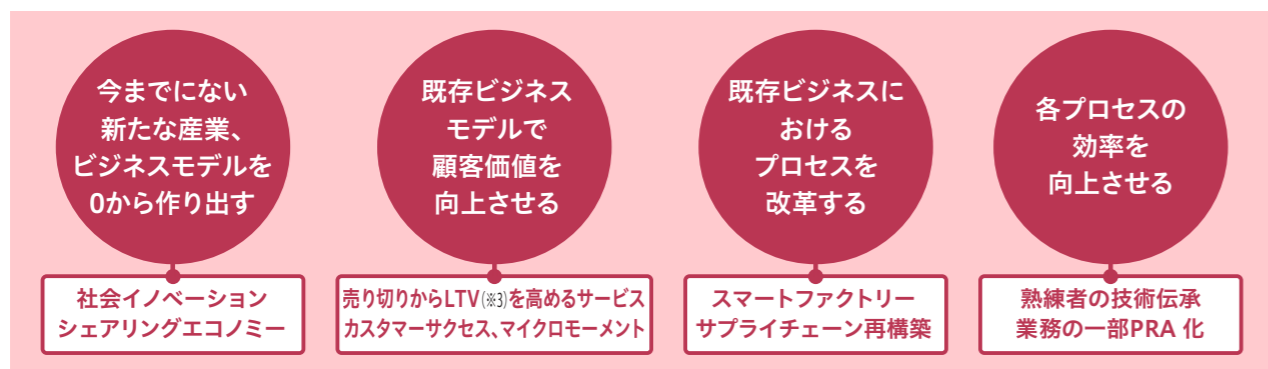 今までにない
新たな産業、
ビジネスモデルを
0から作り出す
社会イノベーション
シェアリングエコノミー
既存ビジネス
モデルで
顧客価値を
向上させる
売り切りからLTV(※3)を高めるサービス
カスタマーサクセス、マイクロモーメント
既存ビジネスに
おける
プロセスを
改革する
スマートファクトリー
サプライチェーン再構築
各プロセスの
効率を
向上させる
熟練者の技術伝承
業務の一部PRA 化